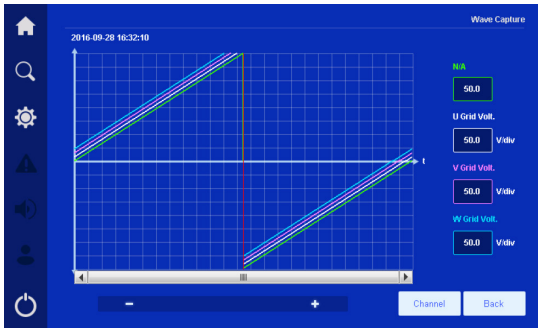 Wave Capture
2016-09-28 16:32:10
N/A
50.0
U Grid Volt.
50.0 V/div
V Grid Volt.
50.0 V/div
W Grid Volt.
50.0 V/div
t
- +
Channel Back